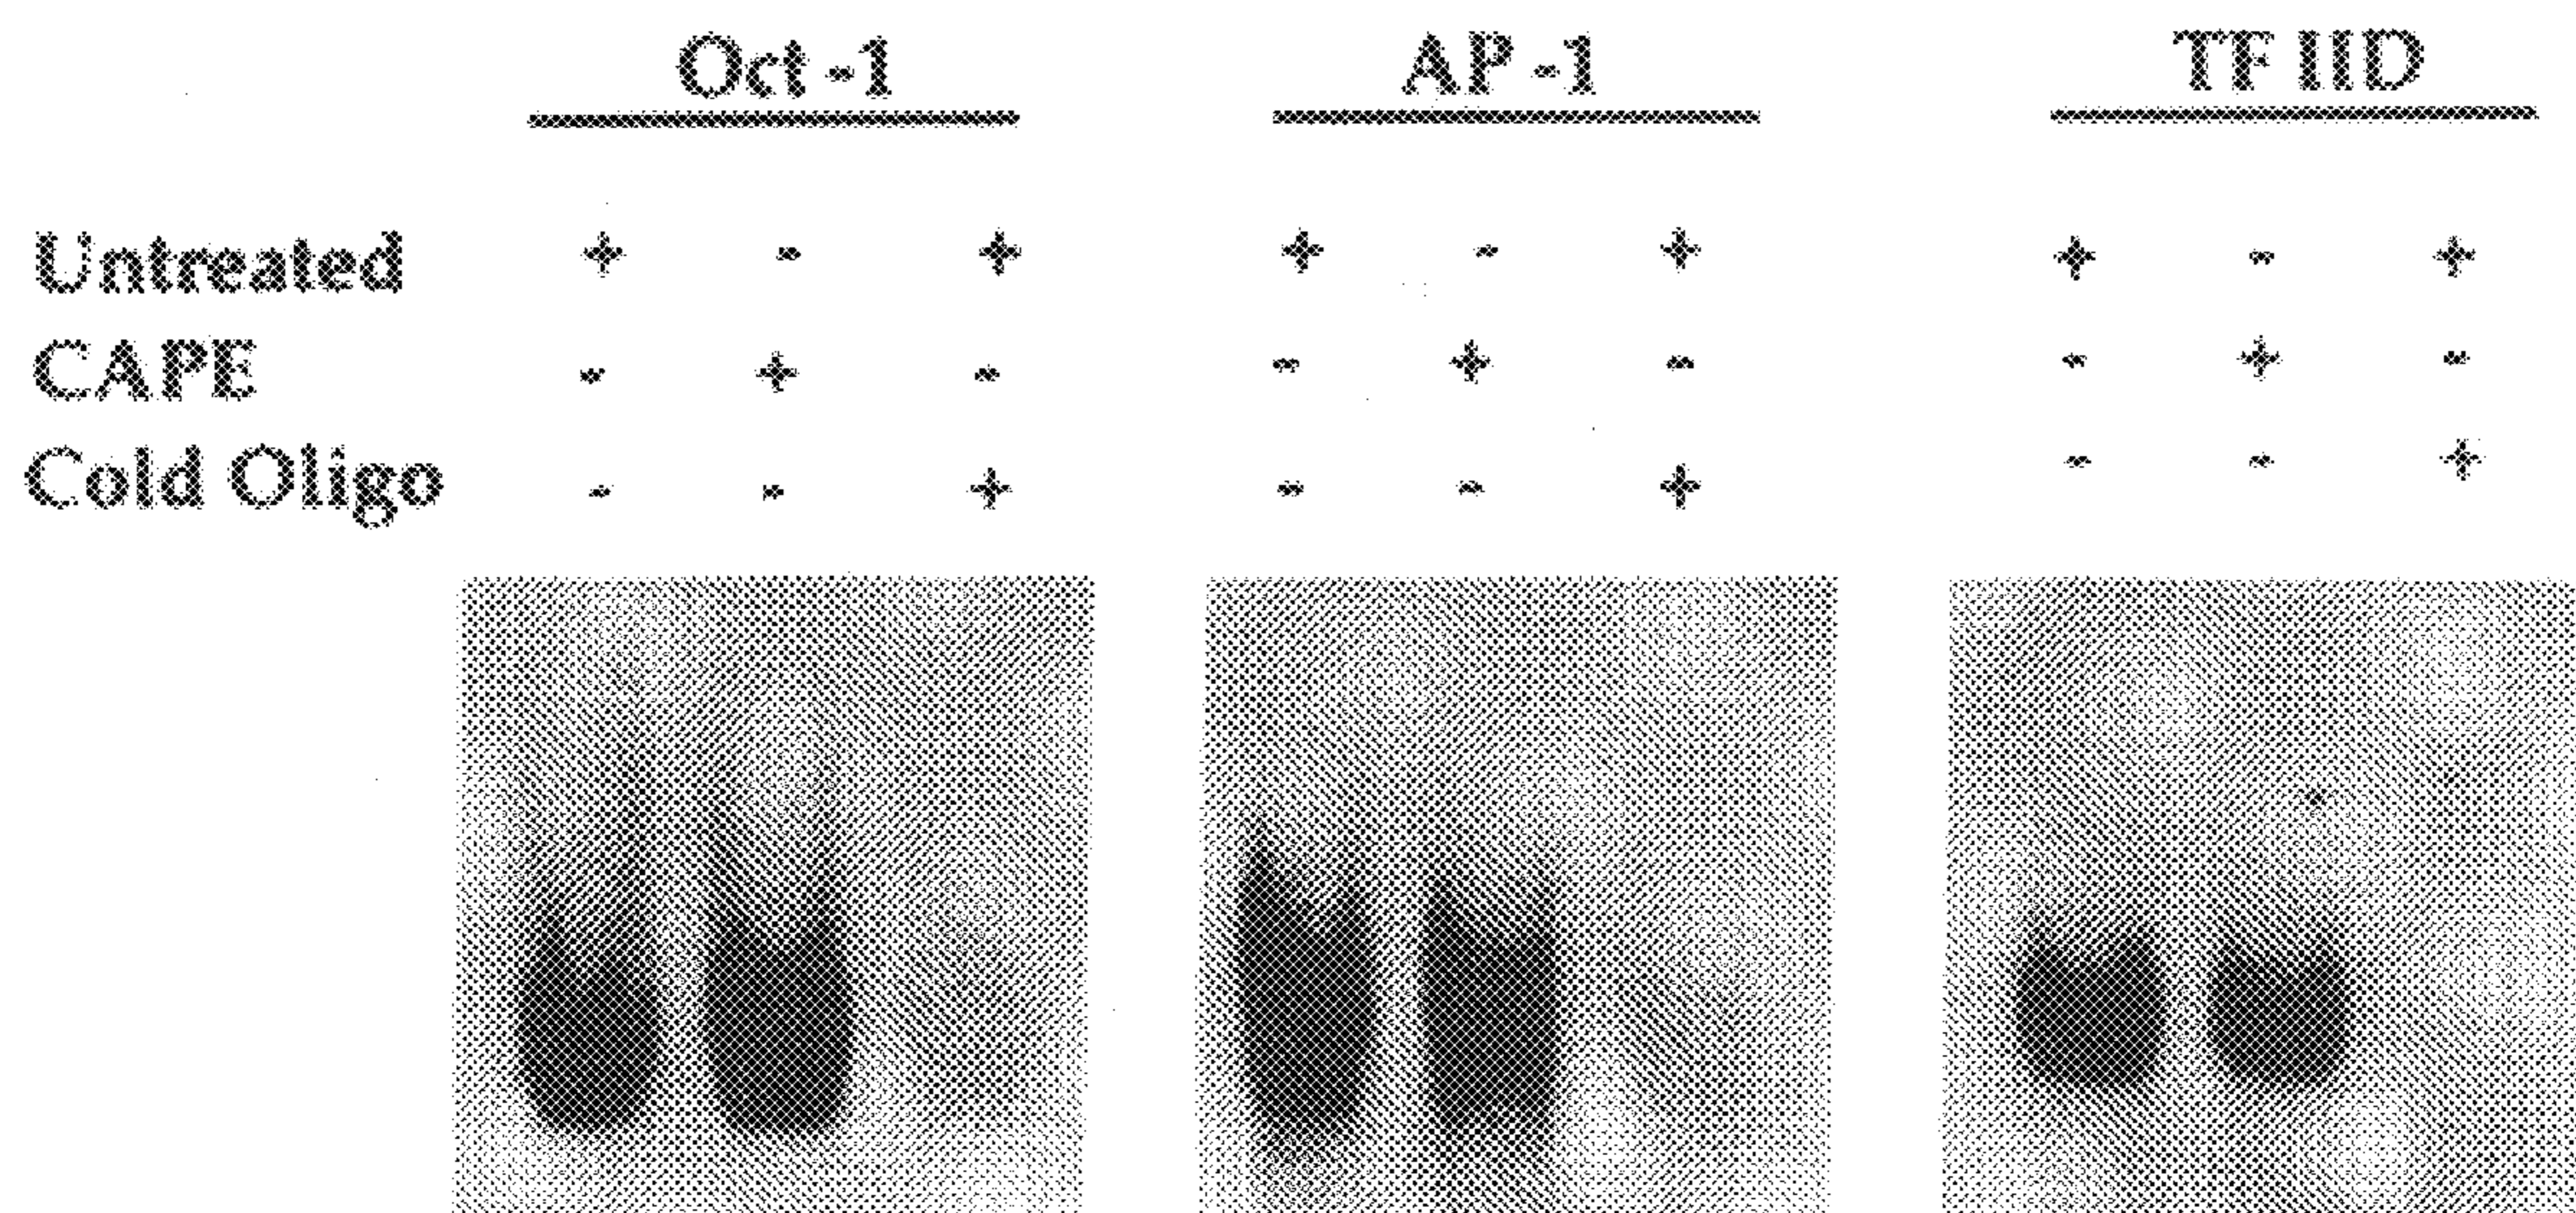 Oct -1 AP -1 TF IID
Untreated + - + + - + + - +
CAPE - + - - + - - + -
Cold Oligo - - + - - + - - +